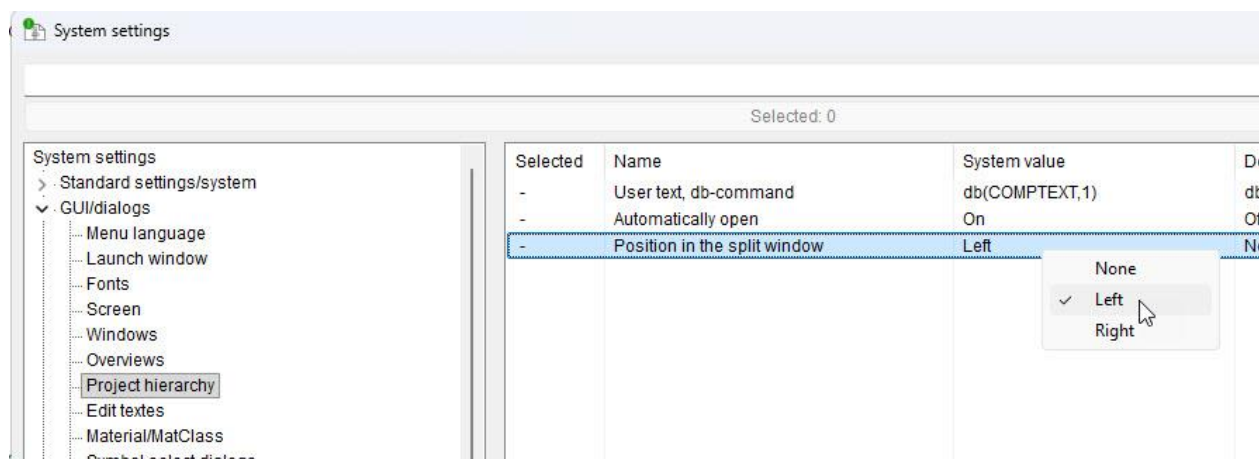 System settings
Selected: 0
System settings
Standard settings/system
GUI/dialogs
Menu language
Launch window
Fonts
Screen
Windows
Overviews
Project hierarchy
Edit textes
Material/MatClass
Selected Name System value
- User text, db-command db(COMPTEXT,1) db
- Automatically open On
- Position in the split window Left
None
Left
Right